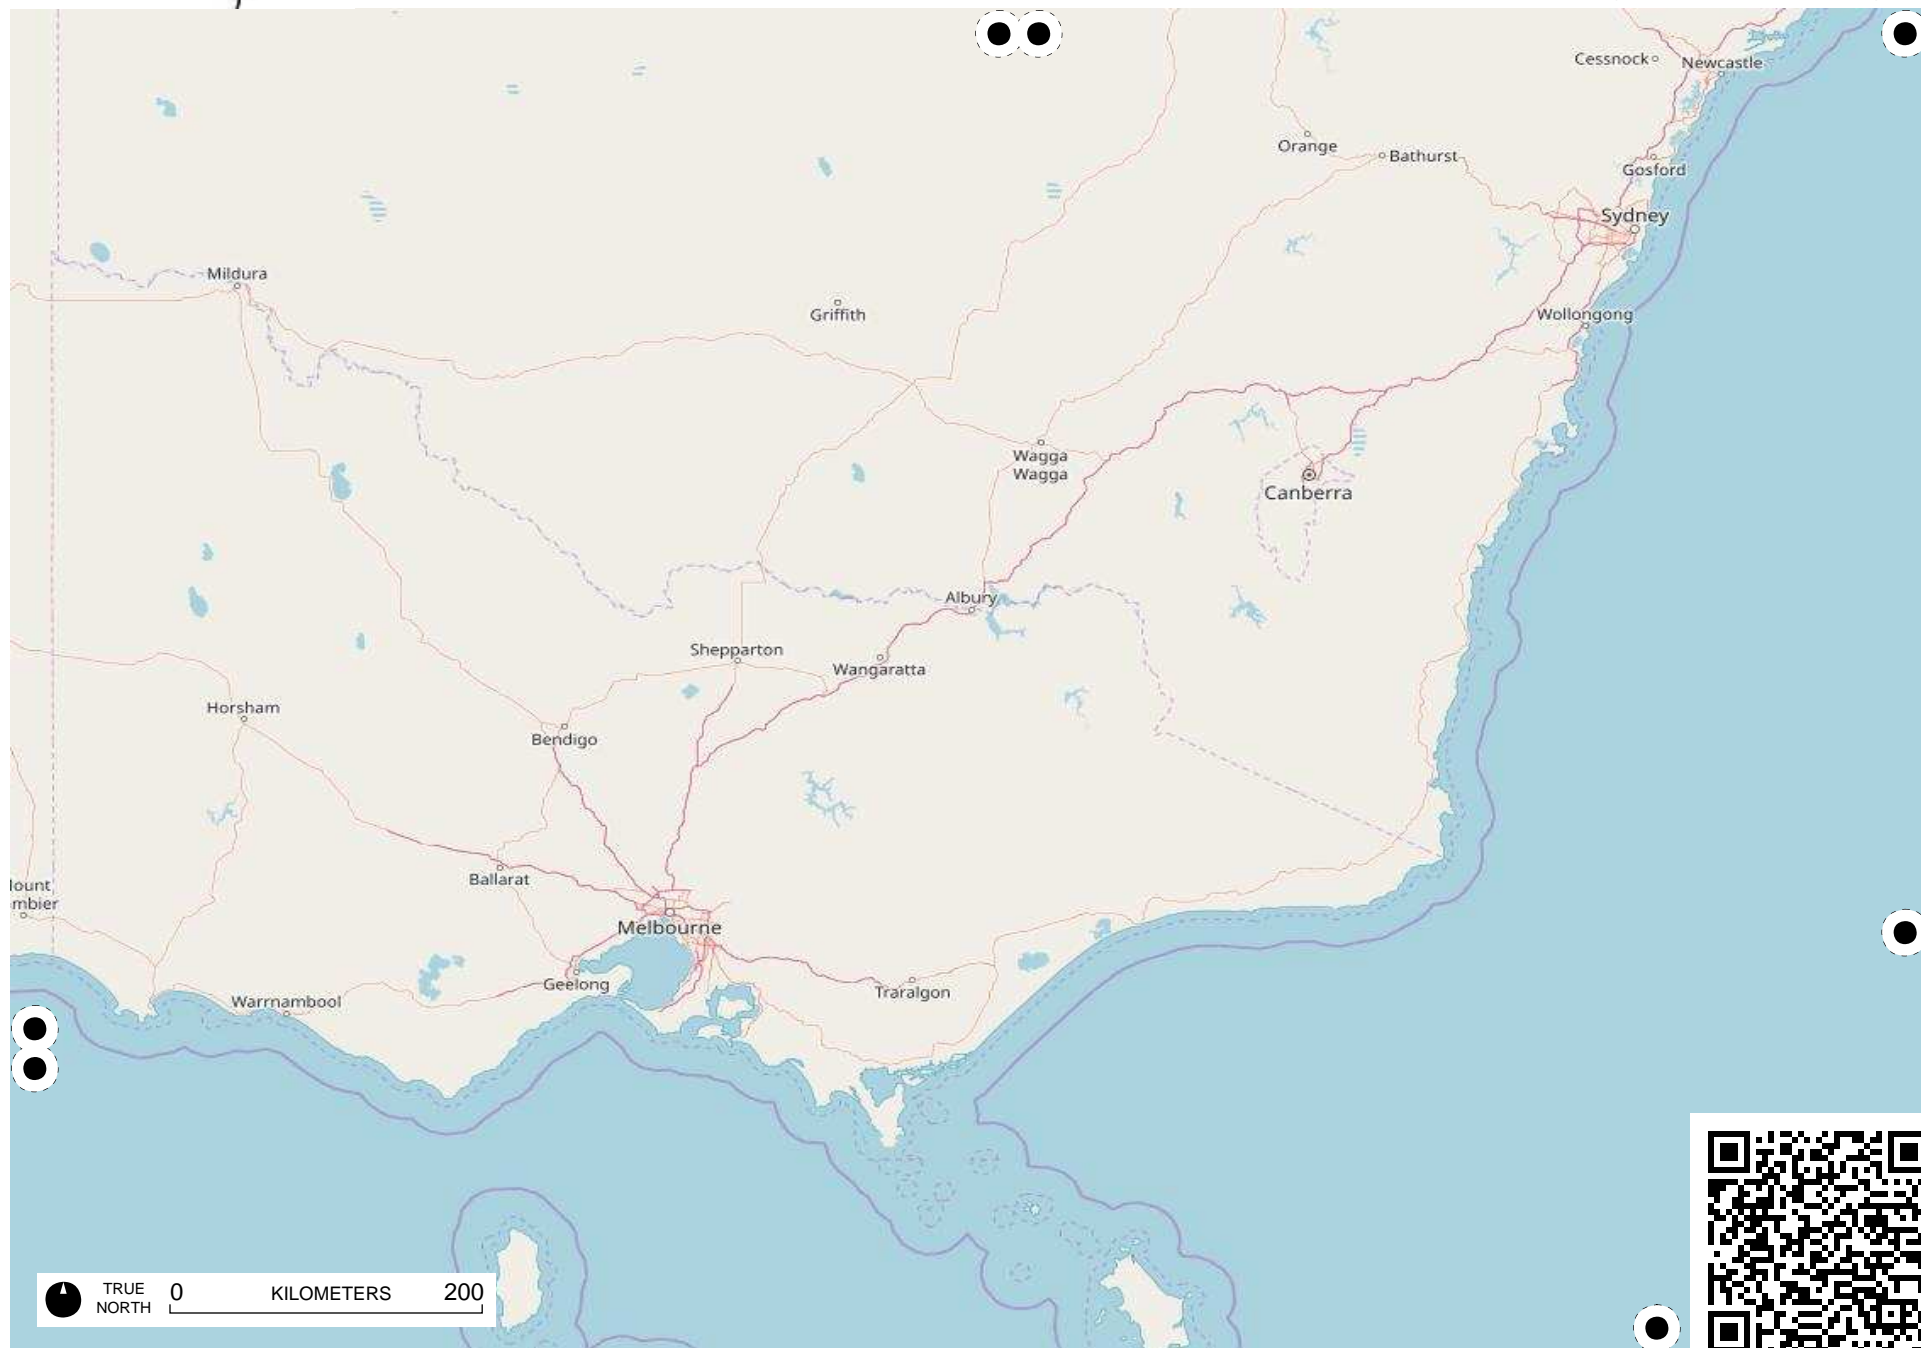 Cessnock
Newcastle
Orange
Bathurst
Gosford
Sydney
Mildura
Griffith
Wollongong
Wagga
Wagga
Canberra
Albury
Shepparton
Wangaratta
Horsham
Bendigo
Ballarat
ount
mbier
Melbourne
Geelong
Traralgon
Warrnambool
TRUE
NORTH
0 KILOMETERS 200